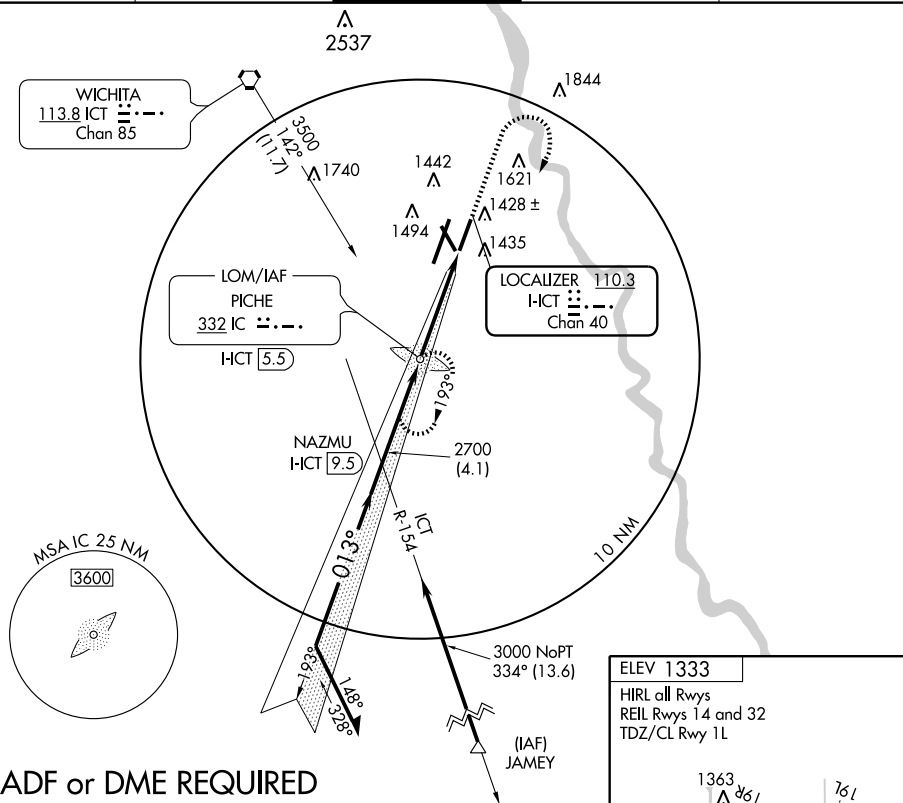 2537
1844
WICHITA
113.8 ICT
Chan 85
3500
142°
(11.7)
1740
1442
1621
1494
1428 ±
1435
LOM/IAF
PICHE
332 IC
I-ICT 5.5
LOCALIZER 110.3
I-ICT
Chan 40
193°
NAZMU
I-ICT 9.5
2700
(4.1)
ICT
R-154
013°
10 NM
MSA IC 25 NM
3600
193°
148°
328°
3000 NoPT
334° (13.6)
(IAF)
JAMEY
ELEV 1333
HIRL all Rwys
REIL Rwys 14 and 32
TDZ/CL Rwy 1L
1363
19R
19L
ADF or DME REQUIRED